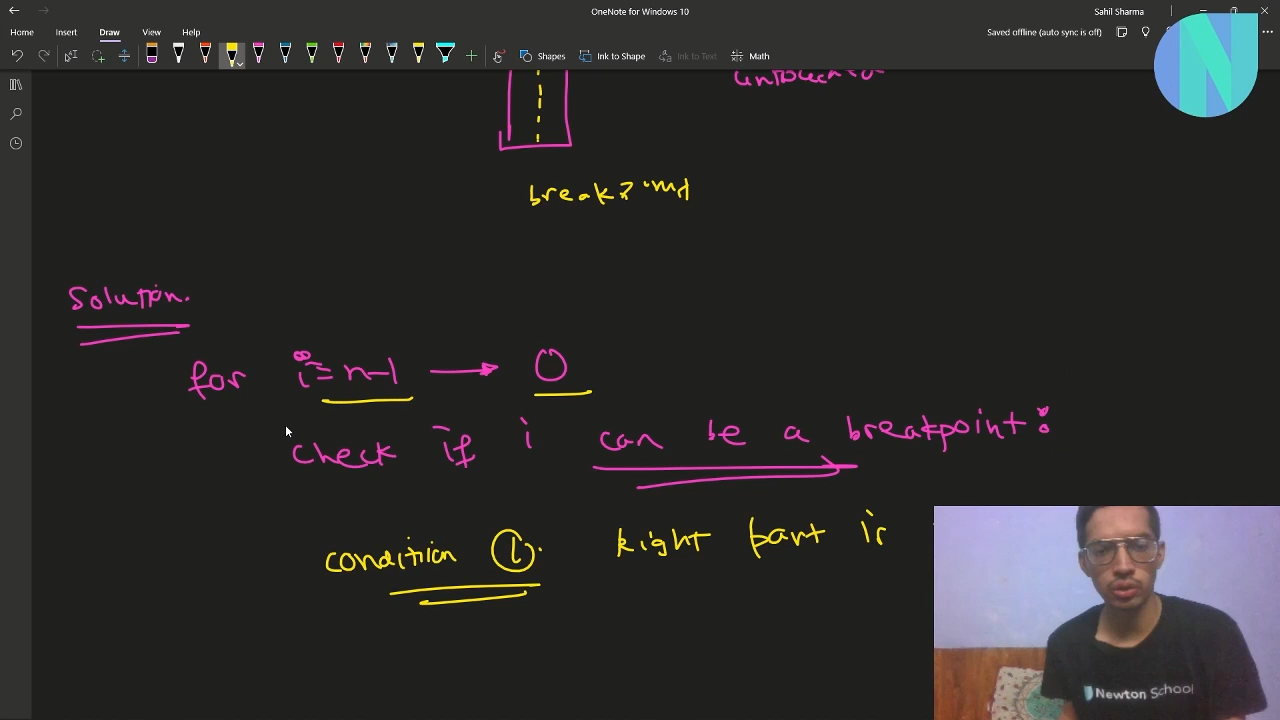 OneNote for Windows 10
Sahil Sharma
Home Insert Draw View Help
Saved offline (auto sync is off)
Shapes Ink to Shape Ink to Text Math
Solution.
for i = n-1 → 0
check if i can be a breakpoint:
condition 1. Right part is
Newton School